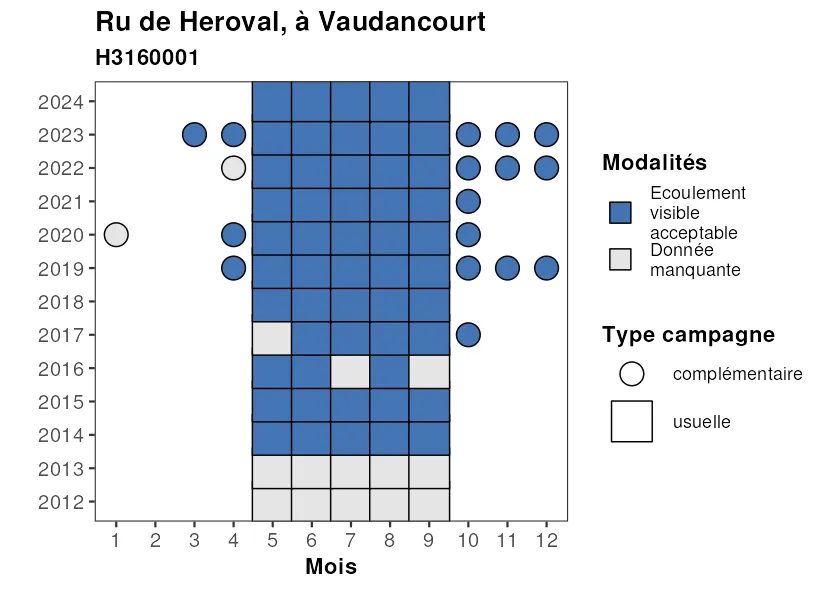 Ru de Heroval, à Vaudancourt
H3160001
2024
2023
2022
2021
2020
2019
2018
2017
2016
2015
2014
2013
2012
1 2 3 4 5 6 7 8 9 10 11 12
Mois
Modalités
Ecoulement
visible
acceptable
Donnée
manquante
Type campagne
complémentaire
usuelle